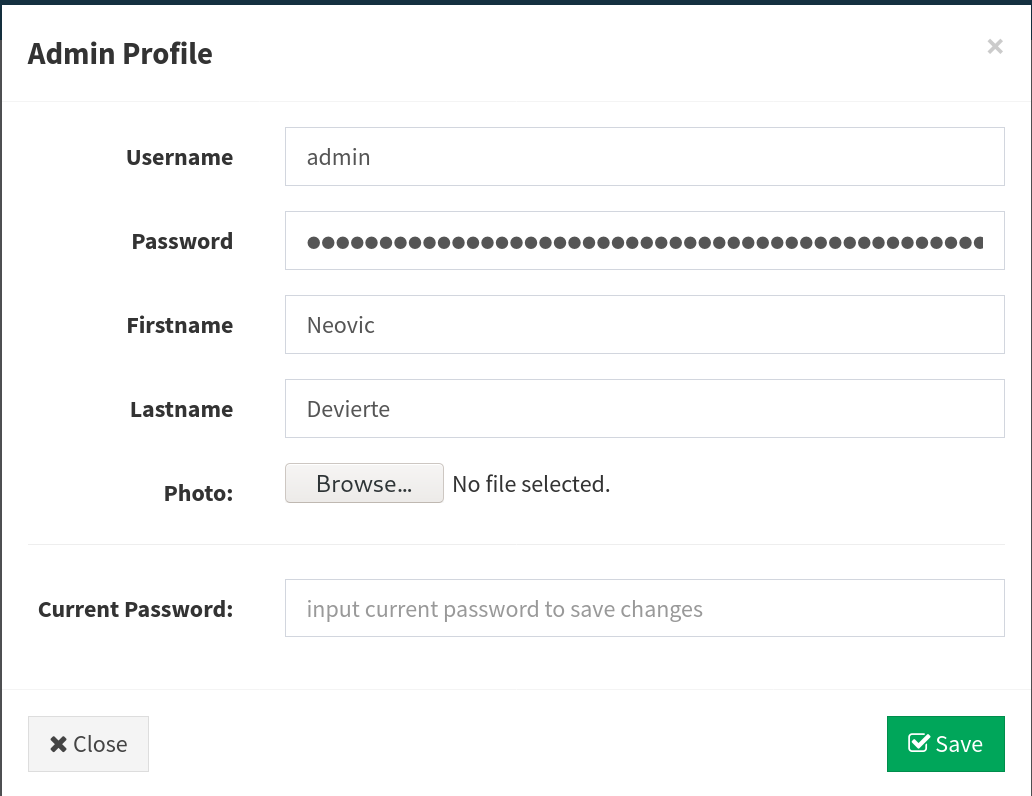 Admin Profile ×
Username admin
Password ●●●●●●●●●●●●●●●●●●●●●●●●●●●●●●●●●●●●●●●●●●●●●●●
Firstname Neovic
Lastname Devierte
Photo: Browse... No file selected.
Current Password: input current password to save changes
Close Save